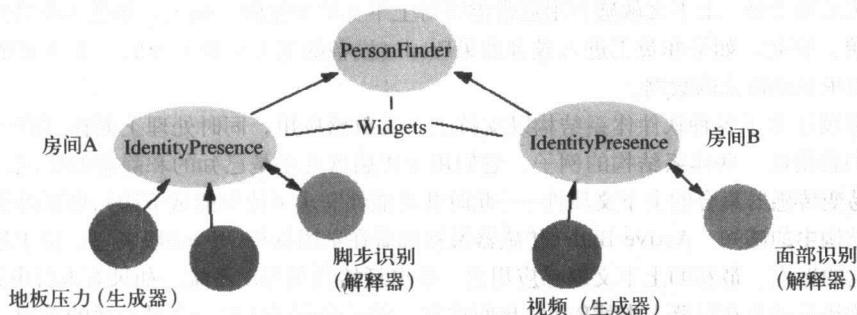 PersonFinder
Widgets
房间A
IdentityPresence
IdentityPresence
房间B
脚步识别
(解释器)
面部识别
(解释器)
地板压力(生成器)
视频(生成器)